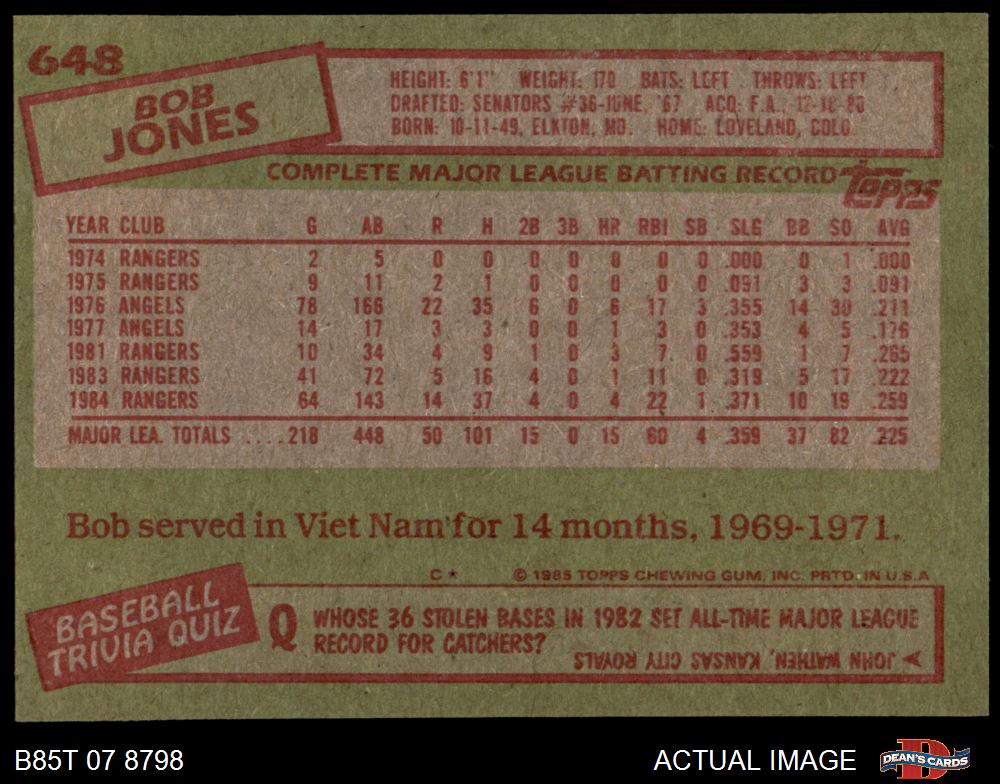 648
BOB
JONES
HEIGHT: 6'1" WEIGHT: 170 BATS: LEFT THROWS: LEFT
DRAFTED: SENATORS #36-JUNE, '67 ACQ: F.A., 12-18-80
BORN: 10-11-49, ELKTON, MD. HOME: LOVELAND, COLO.
COMPLETE MAJOR LEAGUE BATTING RECORD Topps
YEAR CLUB G AB R H 2B 3B HR RBI SB SLG BB SO AVG
1974 RANGERS 2 5 0 0 0 0 0 0 0 .000 0 1 .000
1975 RANGERS 9 11 2 1 0 0 0 0 0 .091 3 3 .091
1976 ANGELS 78 166 22 35 6 0 6 17 3 .355 14 30 .211
1977 ANGELS 14 17 3 3 0 0 1 3 0 .353 4 5 .176
1981 RANGERS 10 34 4 9 1 0 3 7 0 .559 1 7 .265
1983 RANGERS 41 72 5 16 4 0 1 11 0 .319 5 17 .222
1984 RANGERS 64 143 14 37 4 0 4 22 1 .371 10 19 .259
MAJOR LEA. TOTALS ....218 448 50 101 15 0 15 60 4 .359 37 82 .225
Bob served in Viet Nam for 14 months, 1969-1971.
C* © 1985 TOPPS CHEWING GUM, INC. PRTD. IN U.S.A
BASEBALL
TRIVIA QUIZ
Q WHOSE 36 STOLEN BASES IN 1982 SET ALL-TIME MAJOR LEAGUE
RECORD FOR CATCHERS?
JOHN WATHEN, KANSAS CITY ROYALS
B85T 07 8798
ACTUAL IMAGE
D
DEAN'S CARDS